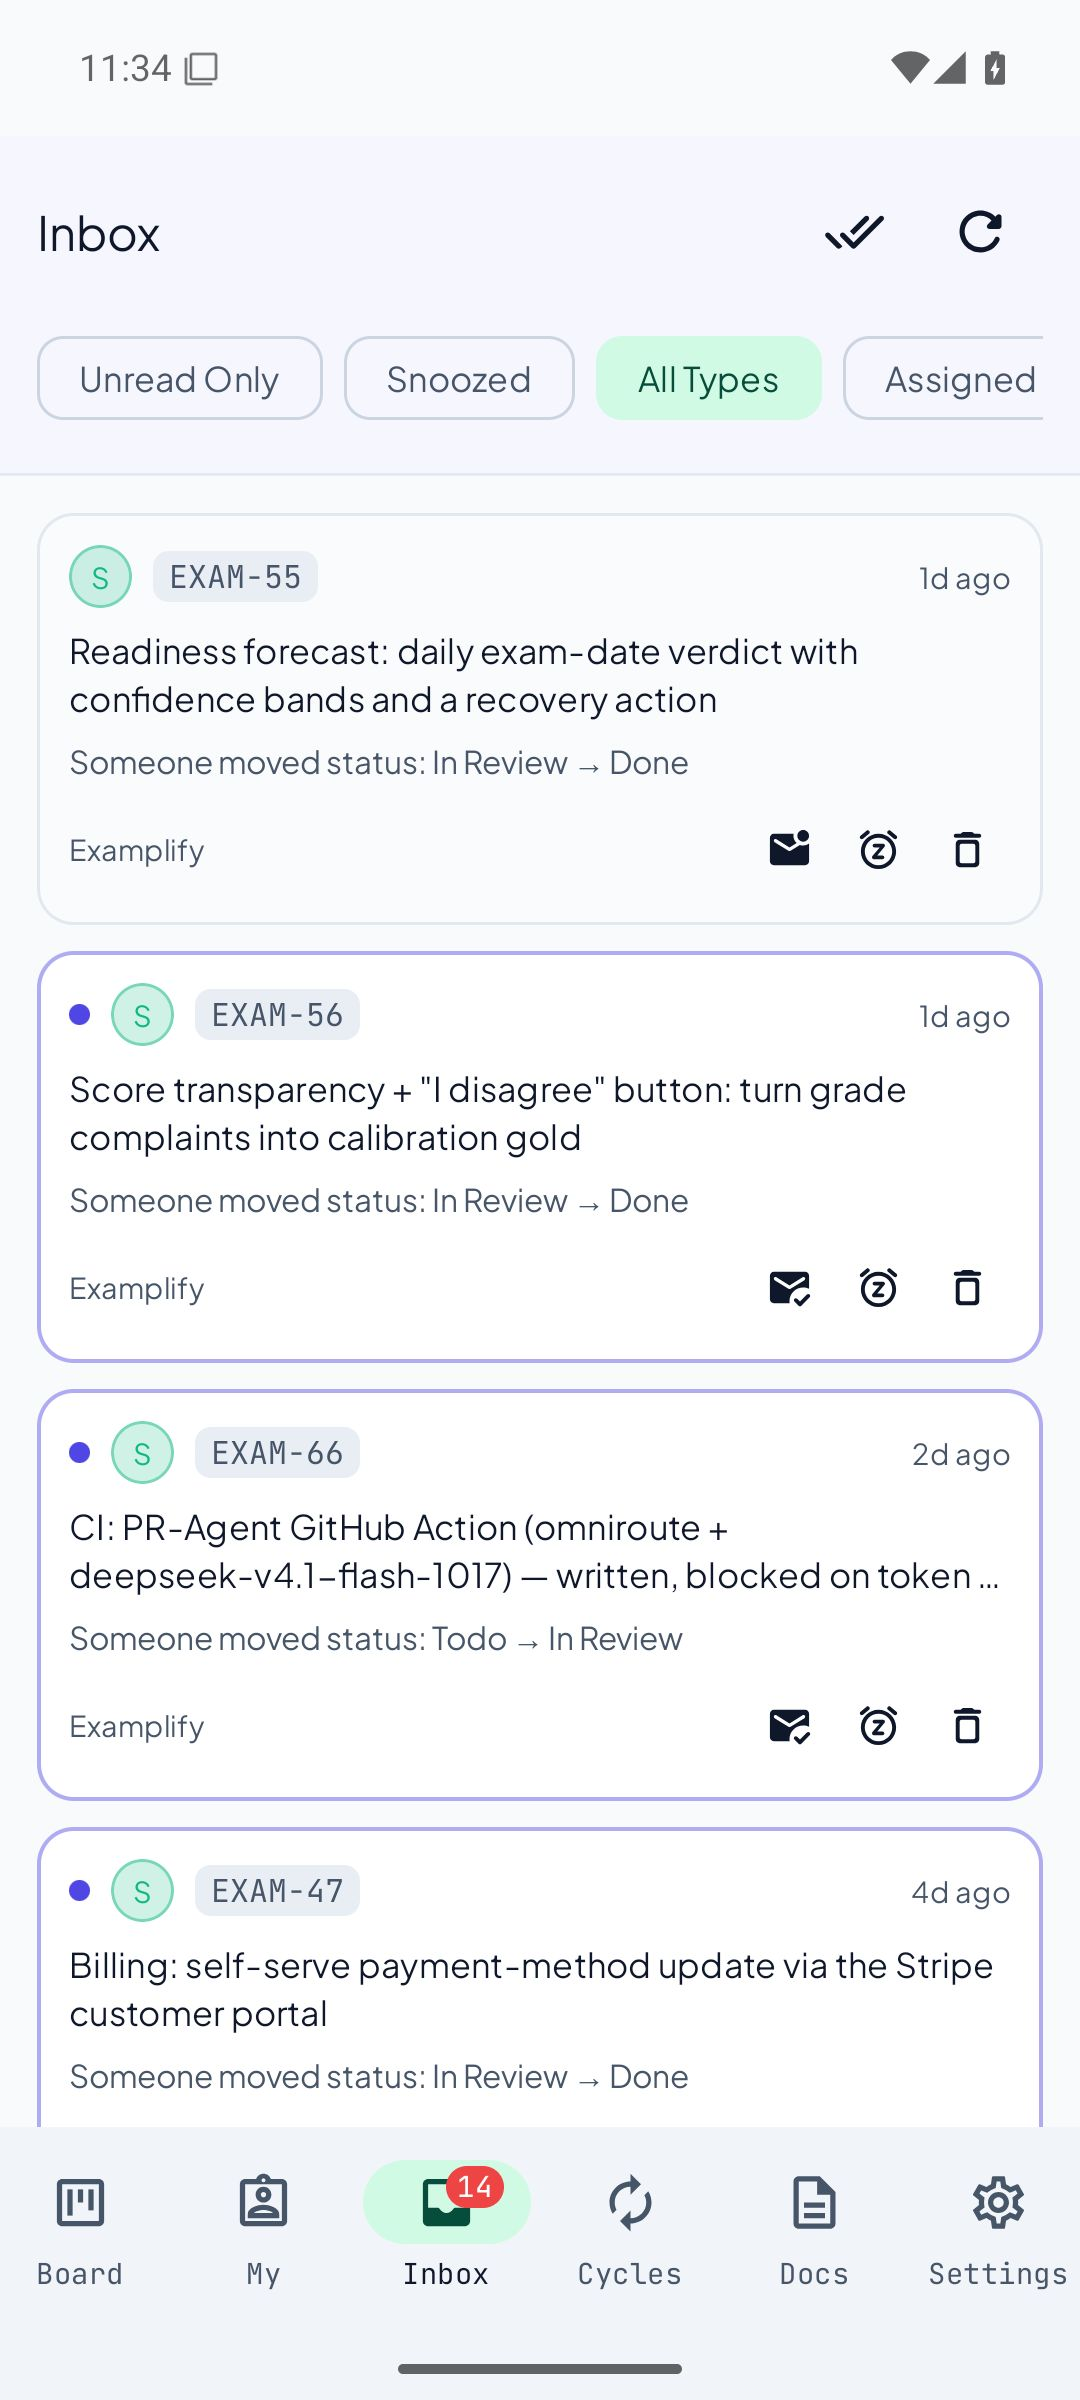 11:34
Inbox
Unread Only
Snoozed
All Types
Assigned
S
EXAM-55
1d ago
Readiness forecast: daily exam-date verdict with
confidence bands and a recovery action
Someone moved status: In Review → Done
Examplify
S
EXAM-56
1d ago
Score transparency + "I disagree" button: turn grade
complaints into calibration gold
Someone moved status: In Review → Done
Examplify
S
EXAM-66
2d ago
CI: PR-Agent GitHub Action (omniroute +
deepseek-v4.1-flash-1017) — written, blocked on token …
Someone moved status: Todo → In Review
Examplify
S
EXAM-47
4d ago
Billing: self-serve payment-method update via the Stripe
customer portal
Someone moved status: In Review → Done
14
Board
My
Inbox
Cycles
Docs
Settings